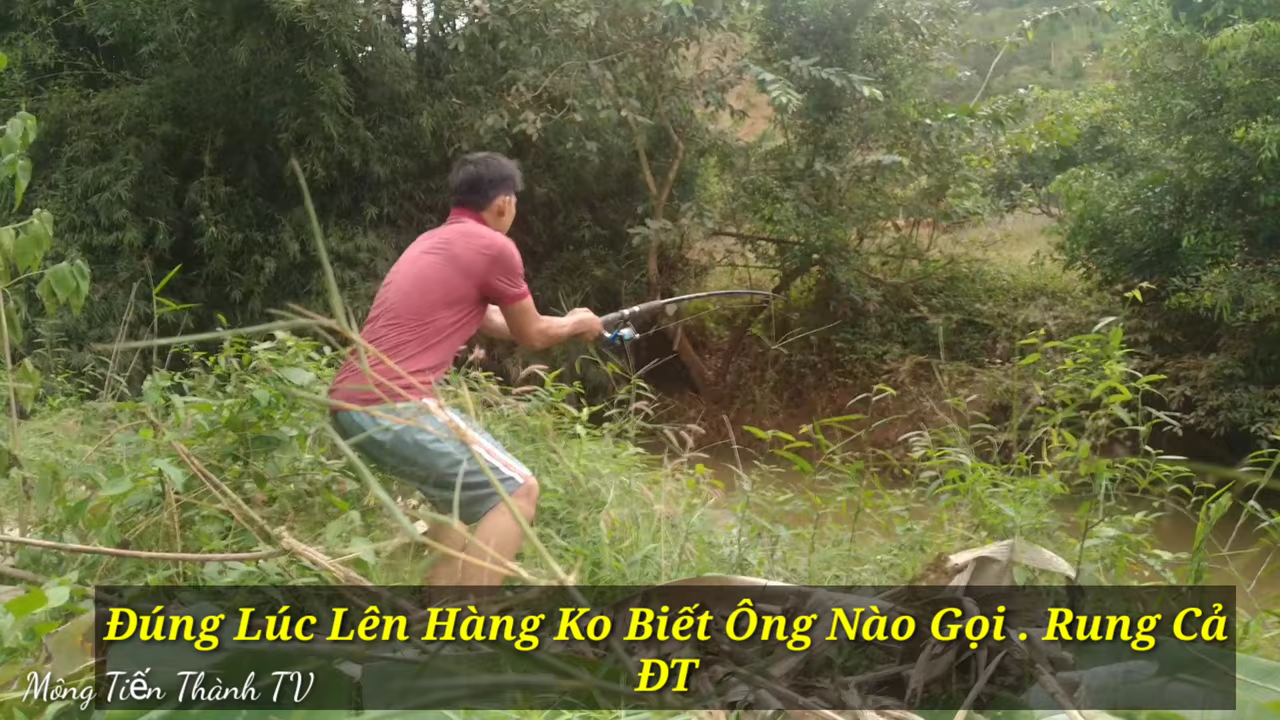 Đúng Lúc Lên Hàng Ko Biết Ông Nào Gọi . Rung Cả
ĐT
Mông Tiến Thành TV